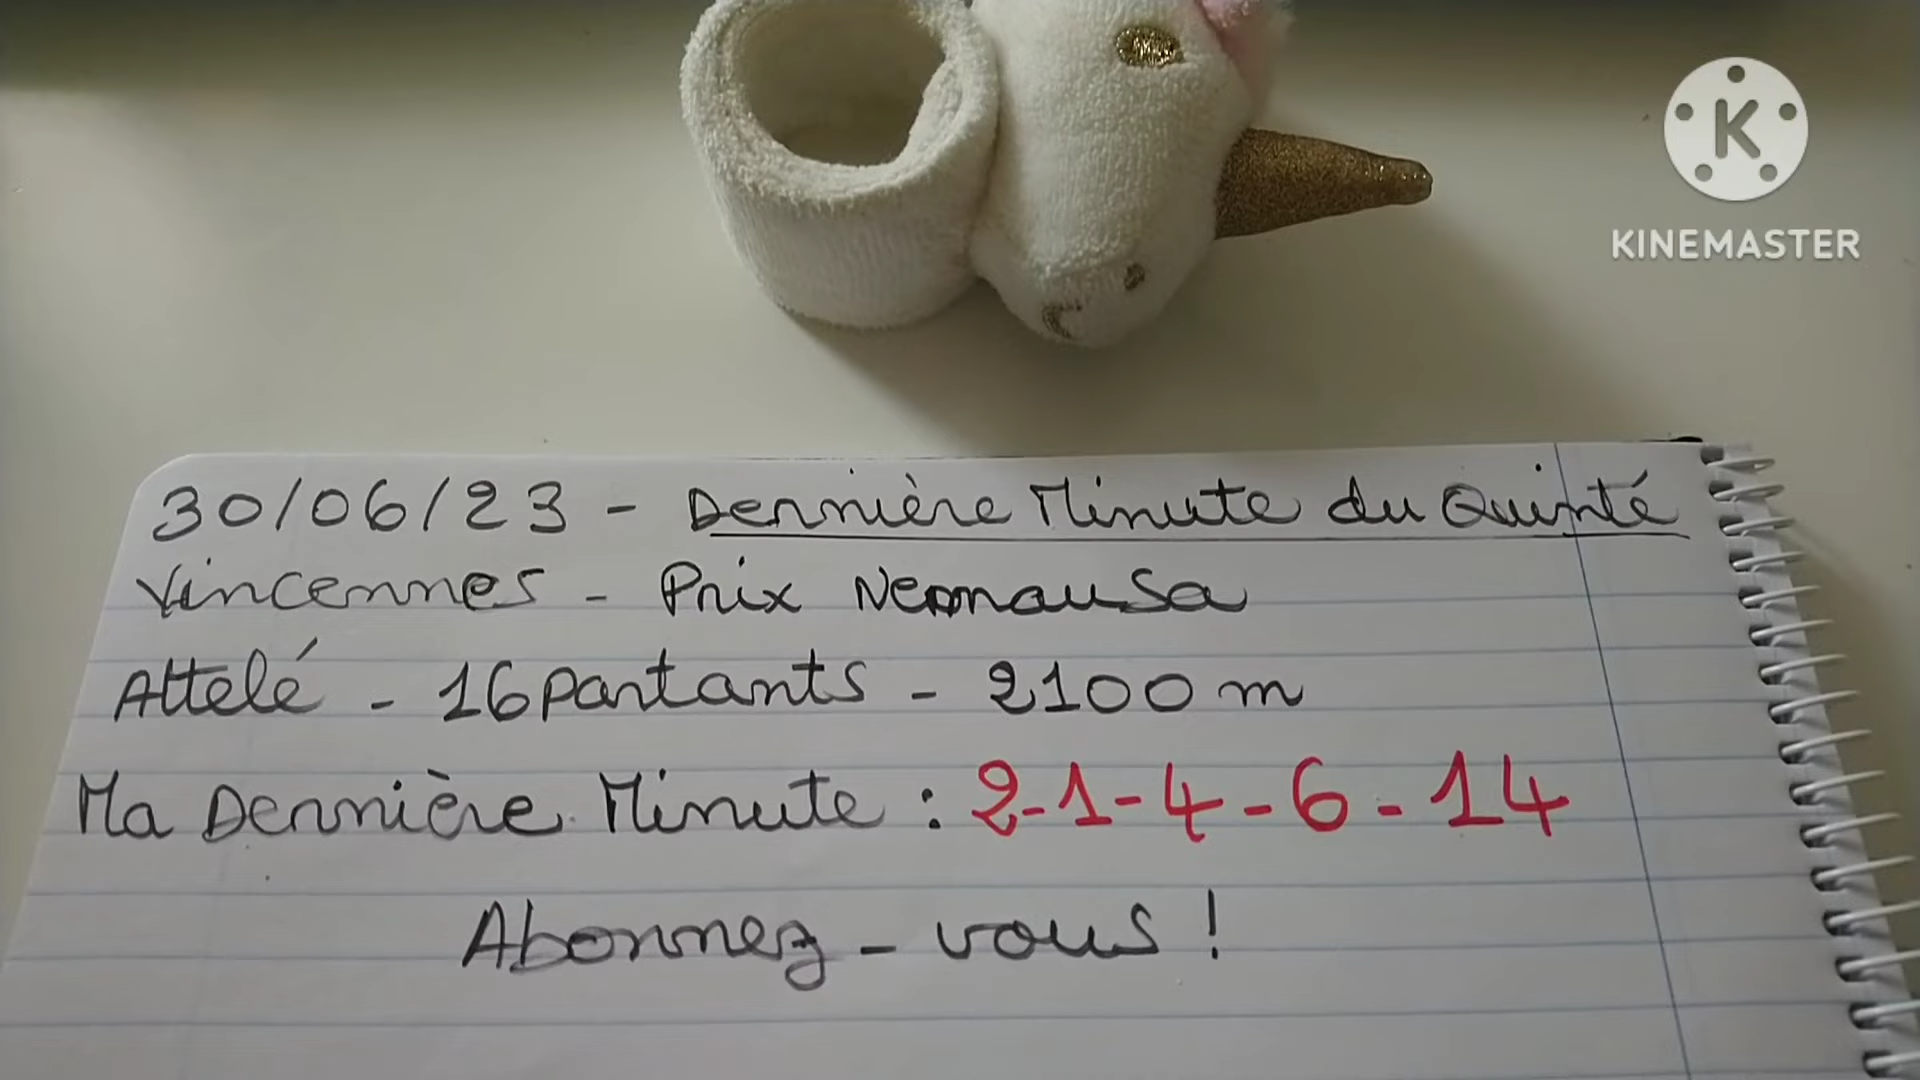 KINEMASTER
30/06/23 - Dernière Minute du Quinté
Vincennes - Prix Nemausa
Attelé - 16 partants - 2100 m
Ma Dernière Minute : 2-1-4-6-14
Abonnez-vous !